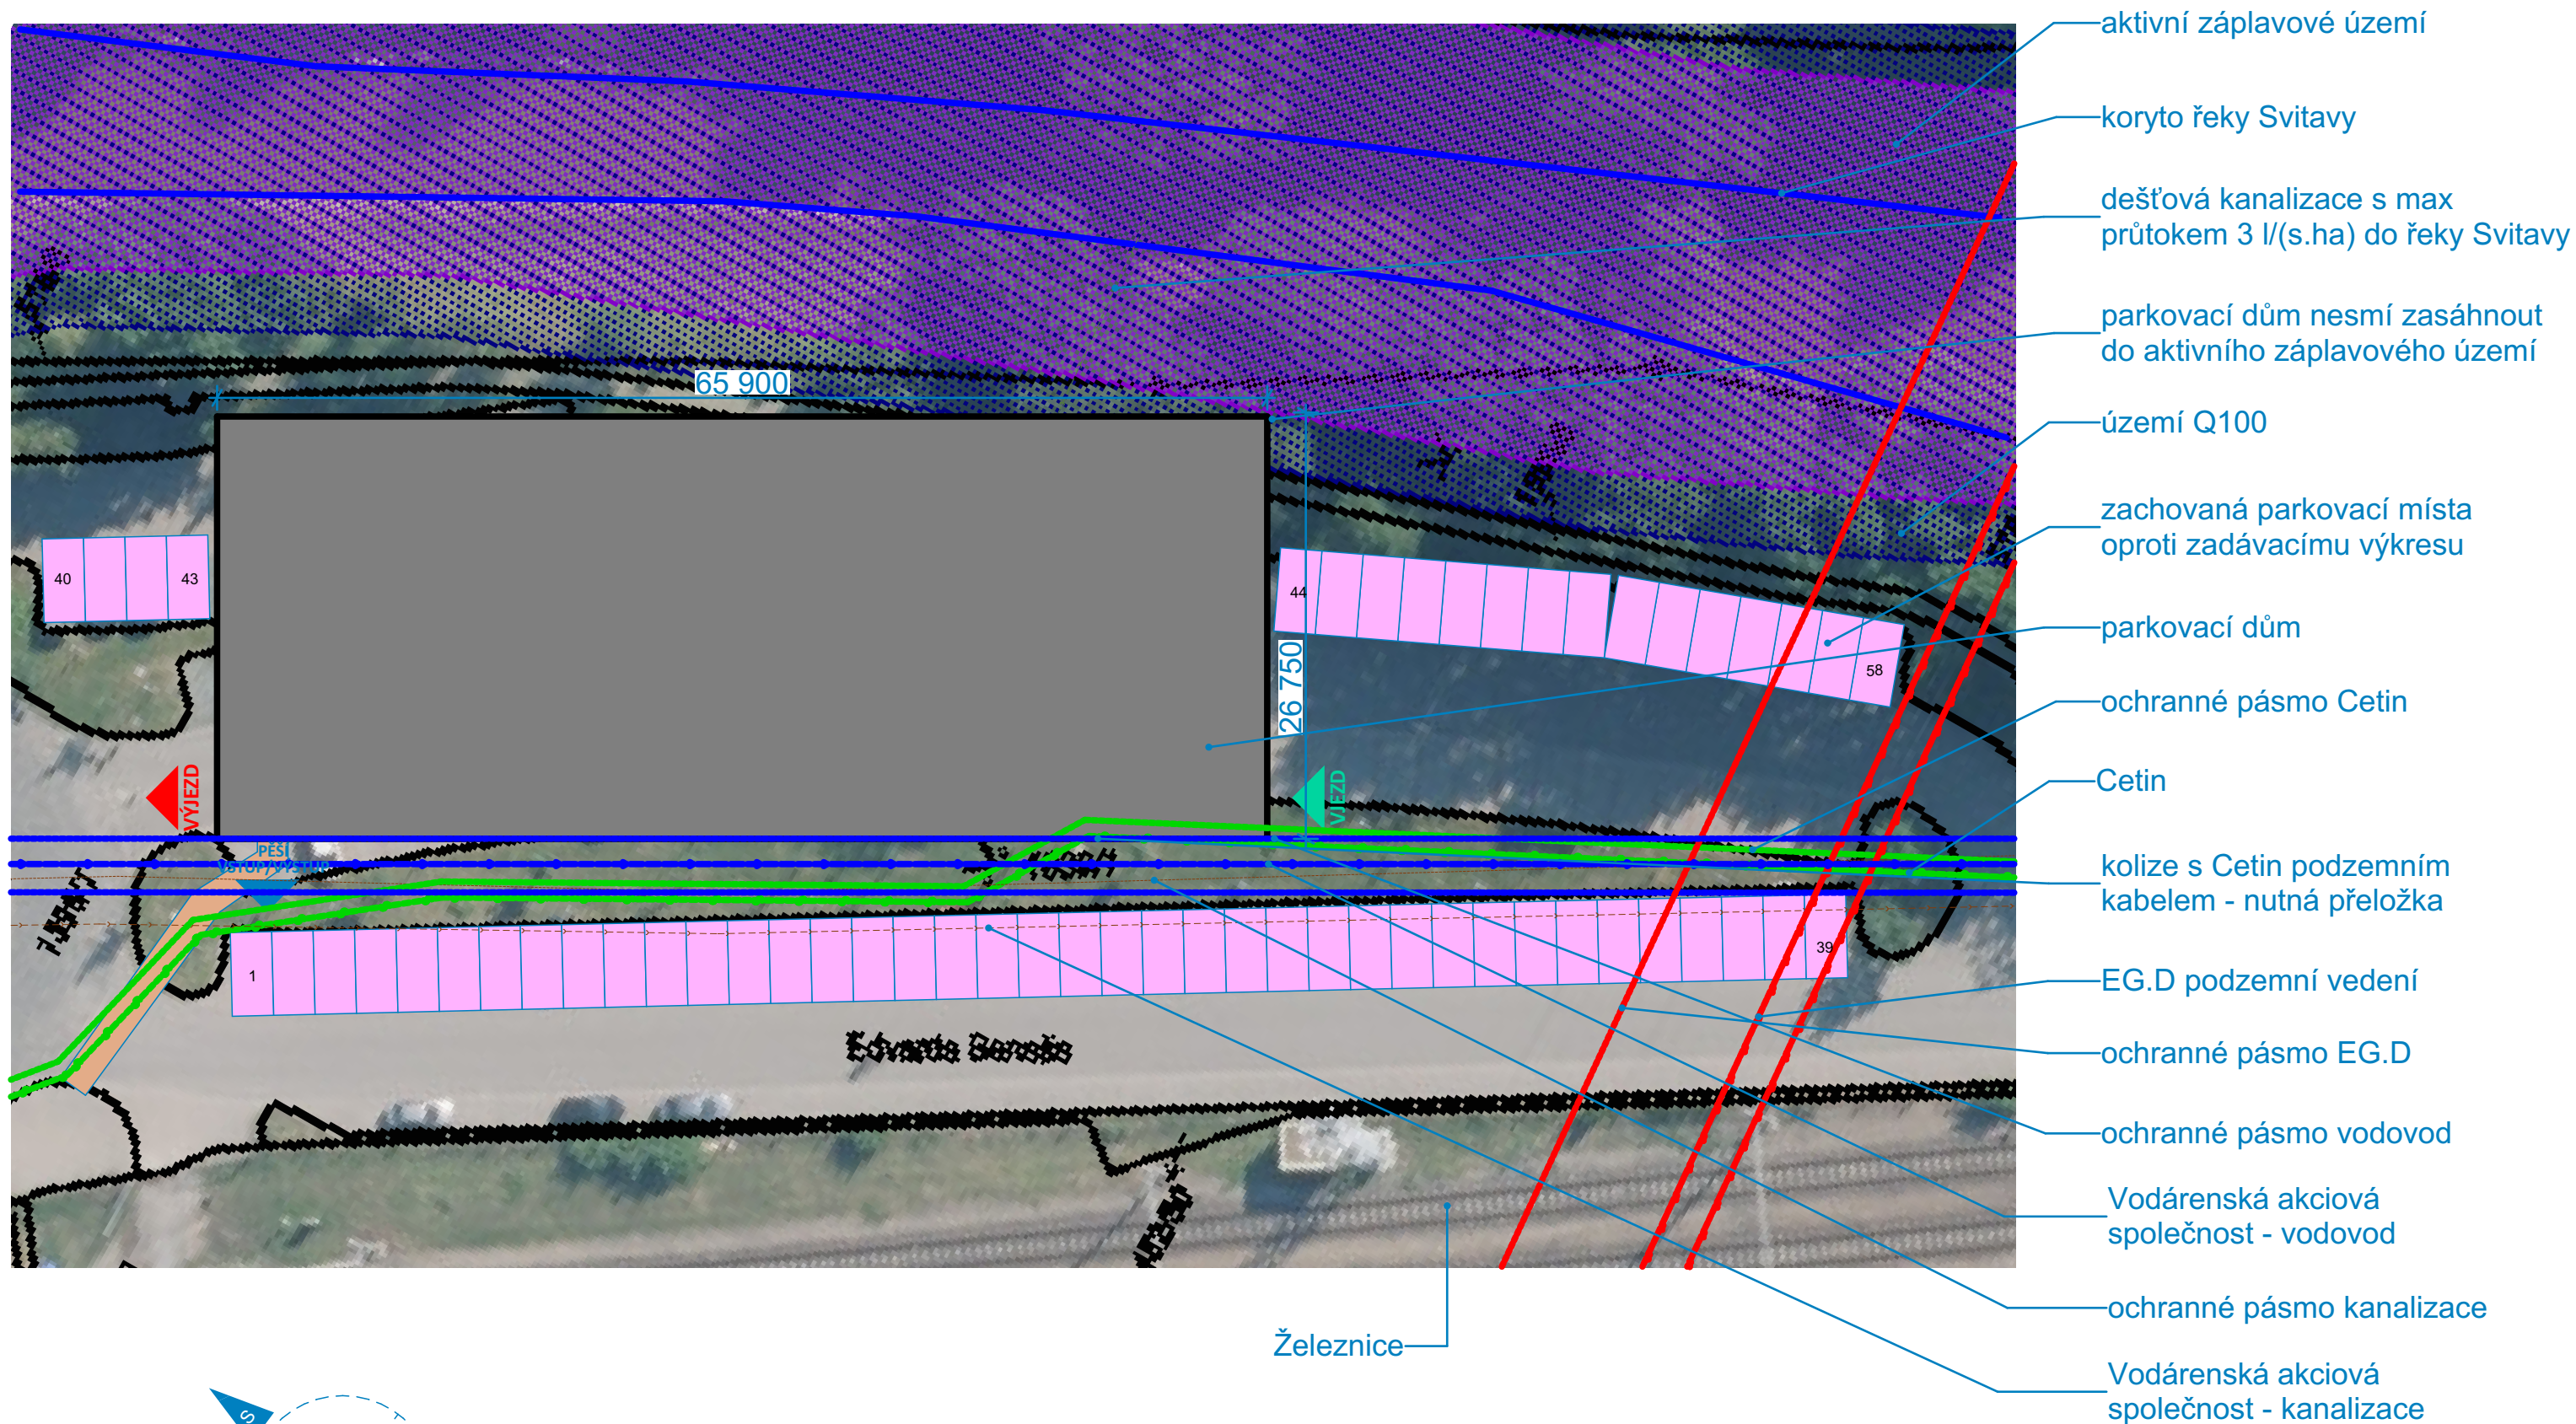 aktivní záplavové území
koryto řeky Svitavy
dešťová kanalizace s max
průtokem 3 l/(s.ha) do řeky Svitavy
parkovací dům nesmí zasáhnout
do aktivního záplavového území
65 900
území Q100
zachovaná parkovací místa
oproti zadávacímu výkresu
40
43
44
58
parkovací dům
26 750
ochranné pásmo Cetin
VÝJEZD
VJEZD
Cetin
PĚŠÍ
VSTUP/VÝSTUP
kolize s Cetin podzemním
kabelem - nutná přeložka
1
39
EG.D podzemní vedení
ochranné pásmo EG.D
ochranné pásmo vodovod
Vodárenská akciová
společnost - vodovod
ochranné pásmo kanalizace
Železnice
Vodárenská akciová
společnost - kanalizace
S